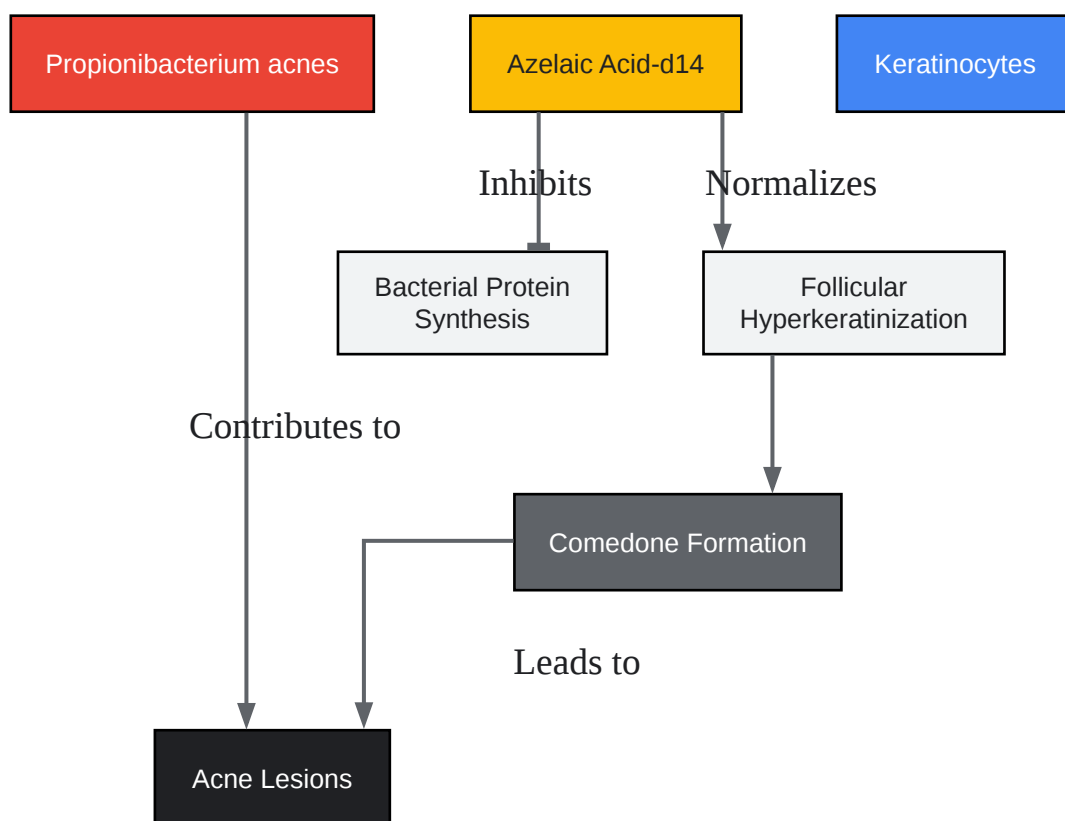 Propionibacterium acnes
Azelaic Acid-d14
Keratinocytes
Inhibits
Normalizes
Bacterial Protein
Synthesis
Follicular
Hyperkeratinization
Contributes to
Comedone Formation
Leads to
Acne Lesions